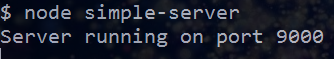 $ node simple-server
Server running on port 9000